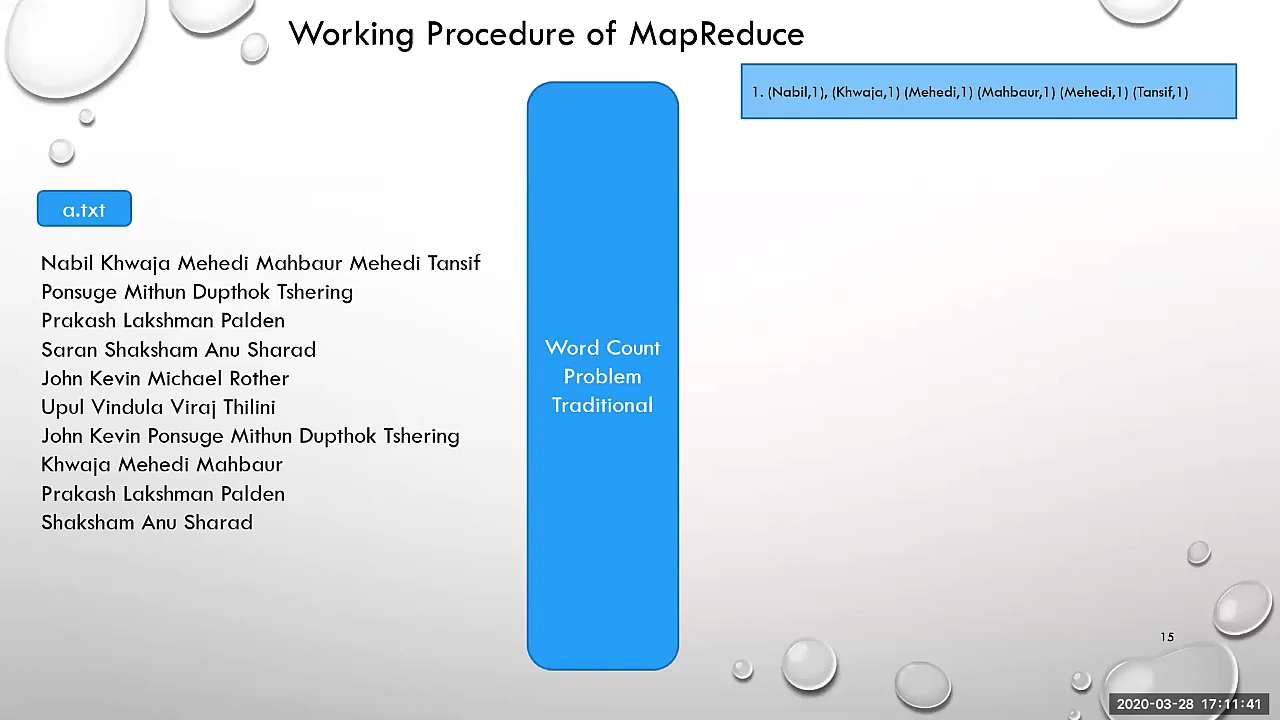 Working Procedure of MapReduce
1. (Nabil,1), (Khwaja,1) (Mehedi,1) (Mahbaur,1) (Mehedi,1) (Tansif,1)
a.txt
Nabil Khwaja Mehedi Mahbaur Mehedi Tansif
Ponsuge Mithun Dupthok Tshering
Prakash Lakshman Palden
Saran Shaksham Anu Sharad
John Kevin Michael Rother
Upul Vindula Viraj Thilini
John Kevin Ponsuge Mithun Dupthok Tshering
Khwaja Mehedi Mahbaur
Prakash Lakshman Palden
Shaksham Anu Sharad
Word Count
Problem
Traditional
15
2020-03-28 17:11:41